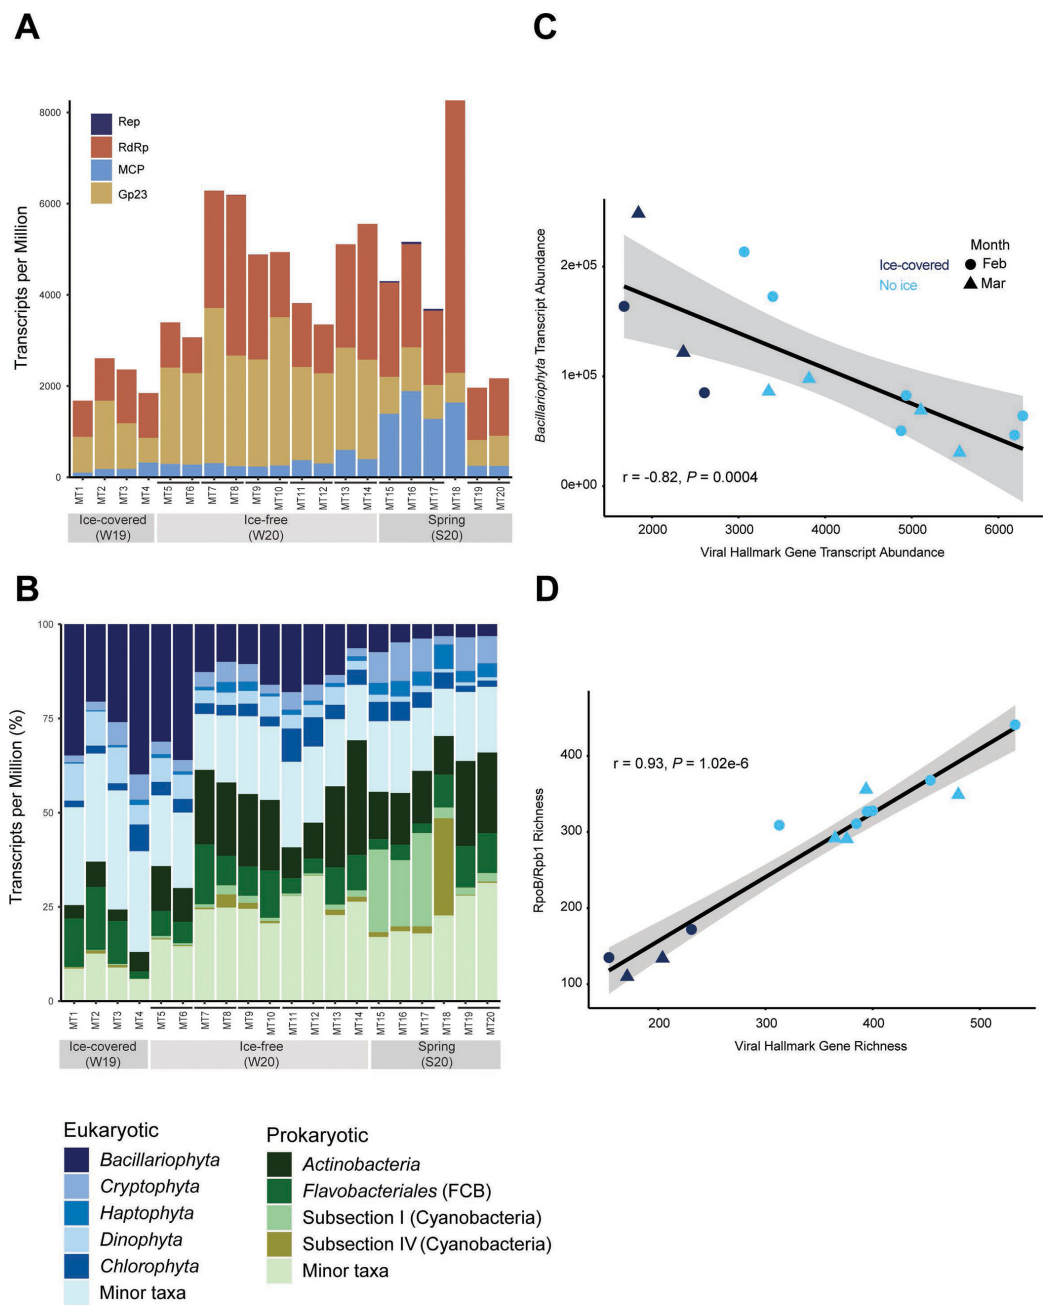 A
8000
6000
4000
2000
0
Transcripts per Million
Rep
RdRp
MCP
Gp23
MT1 MT2 MT3 MT4 MT5 MT6 MT7 MT8 MT9 MT10 MT11 MT12 MT13 MT14 MT15 MT16 MT17 MT18 MT19 MT20
Ice-covered Ice-free Spring
(W19) (W20) (S20)
B
100
75
50
25
0
Transcripts per Million (%)
MT1 MT2 MT3 MT4 MT5 MT6 MT7 MT8 MT9 MT10 MT11 MT12 MT13 MT14 MT15 MT16 MT17 MT18 MT19 MT20
Ice-covered Ice-free Spring
(W19) (W20) (S20)
Eukaryotic
Bacillariophyta
Cryptophyta
Haptophyta
Dinophyta
Chlorophyta
Minor taxa
Prokaryotic
Actinobacteria
Flavobacteriales (FCB)
Subsection I (Cyanobacteria)
Subsection IV (Cyanobacteria)
Minor taxa
C
2e+05
1e+05
0e+00
Bacillariophyta Transcript Abundance
Month
Ice-covered Feb
No ice Mar
r = -0.82, P = 0.0004
2000 3000 4000 5000 6000
Viral Hallmark Gene Transcript Abundance
D
400
300
200
100
RpoB/Rpb1 Richness
r = 0.93, P = 1.02e-6
200 300 400 500
Viral Hallmark Gene Richness